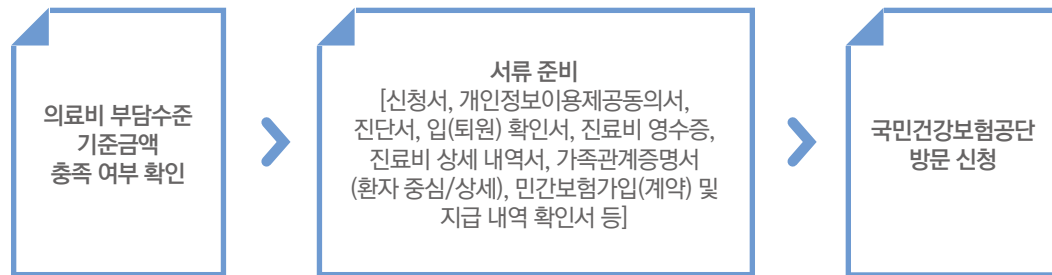 의료비 부담수준
기준금액
충족 여부 확인
서류 준비
[신청서, 개인정보이용제공동의서,
진단서, 입(퇴원) 확인서, 진료비 영수증,
진료비 상세 내역서, 가족관계증명서
(환자 중심/상세), 민간보험가입(계약) 및
지급 내역 확인서 등]
국민건강보험공단
방문 신청